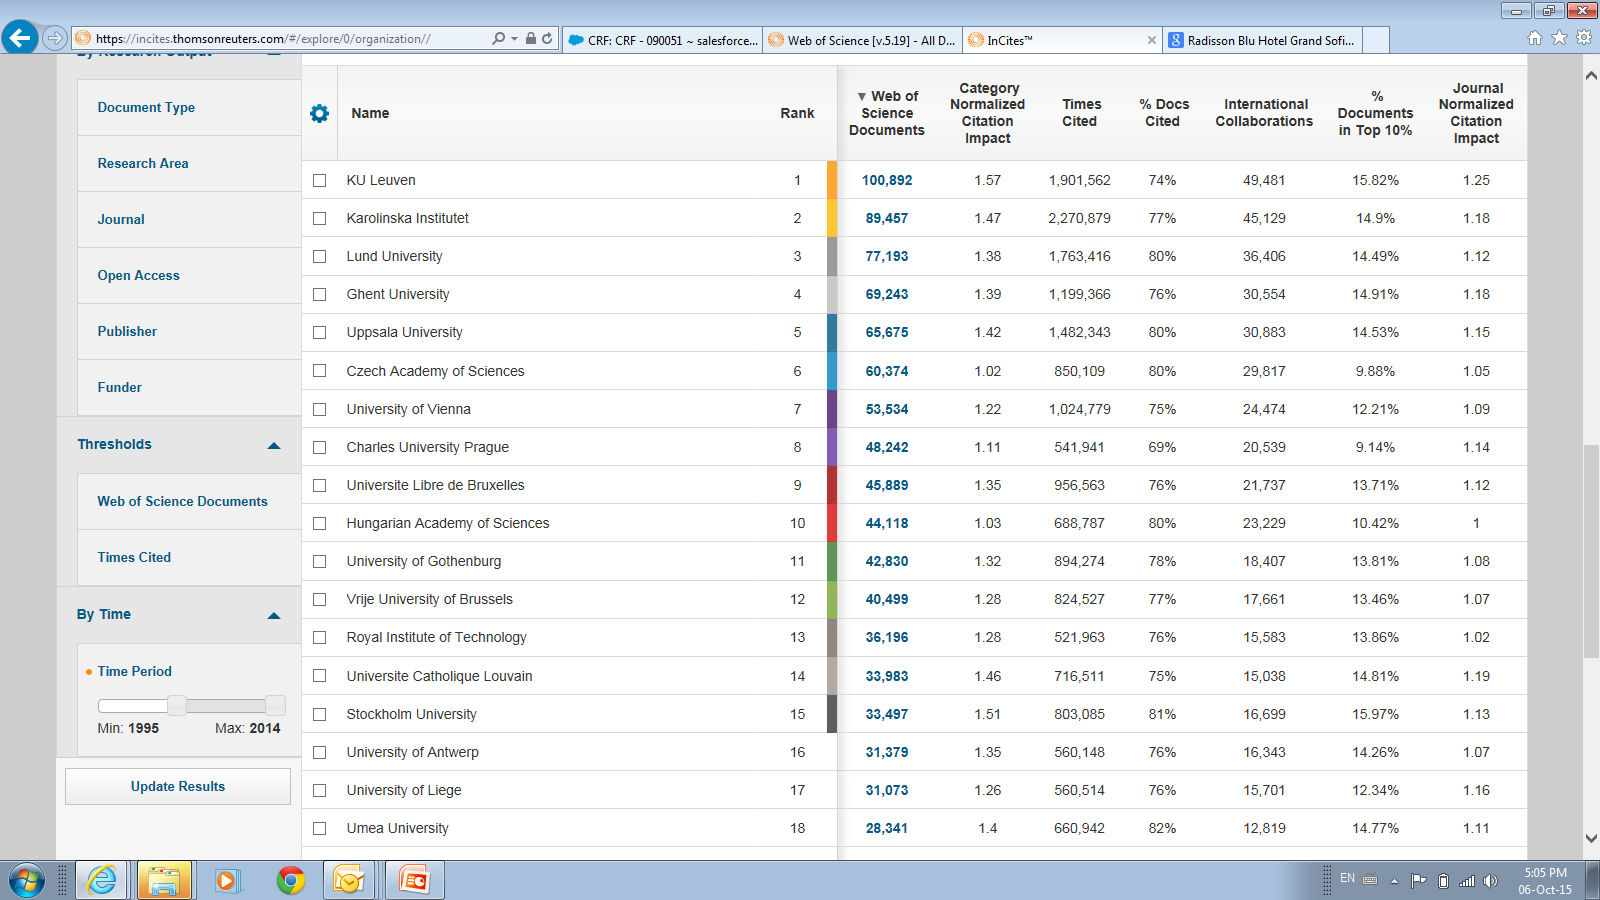 https://incites.thomsonreuters.com/#/explore/0/organization//
CRF: CRF - 090051 ~ salesforce...
Web of Science [v.5.19] - All D...
InCites™
Radisson Blu Hotel Grand Sofi...
By Research Output
Document Type
Research Area
Journal
Open Access
Publisher
Funder
Thresholds
Web of Science Documents
Times Cited
By Time
Time Period
Min: 1995 Max: 2014
Update Results
Name Rank ▼ Web of Science Documents Category Normalized Citation Impact Times Cited % Docs Cited International Collaborations % Documents in Top 10% Journal Normalized Citation Impact
KU Leuven 1 100,892 1.57 1,901,562 74% 49,481 15.82% 1.25
Karolinska Institutet 2 89,457 1.47 2,270,879 77% 45,129 14.9% 1.18
Lund University 3 77,193 1.38 1,763,416 80% 36,406 14.49% 1.12
Ghent University 4 69,243 1.39 1,199,366 76% 30,554 14.91% 1.18
Uppsala University 5 65,675 1.42 1,482,343 80% 30,883 14.53% 1.15
Czech Academy of Sciences 6 60,374 1.02 850,109 80% 29,817 9.88% 1.05
University of Vienna 7 53,534 1.22 1,024,779 75% 24,474 12.21% 1.09
Charles University Prague 8 48,242 1.11 541,941 69% 20,539 9.14% 1.14
Universite Libre de Bruxelles 9 45,889 1.35 956,563 76% 21,737 13.71% 1.12
Hungarian Academy of Sciences 10 44,118 1.03 688,787 80% 23,229 10.42% 1
University of Gothenburg 11 42,830 1.32 894,274 78% 18,407 13.81% 1.08
Vrije University of Brussels 12 40,499 1.28 824,527 77% 17,661 13.46% 1.07
Royal Institute of Technology 13 36,196 1.28 521,963 76% 15,583 13.86% 1.02
Universite Catholique Louvain 14 33,983 1.46 716,511 75% 15,038 14.81% 1.19
Stockholm University 15 33,497 1.51 803,085 81% 16,699 15.97% 1.13
University of Antwerp 16 31,379 1.35 560,148 76% 16,343 14.26% 1.07
University of Liege 17 31,073 1.26 560,514 76% 15,701 12.34% 1.16
Umea University 18 28,341 1.4 660,942 82% 12,819 14.77% 1.11
EN
5:05 PM
06-Oct-15